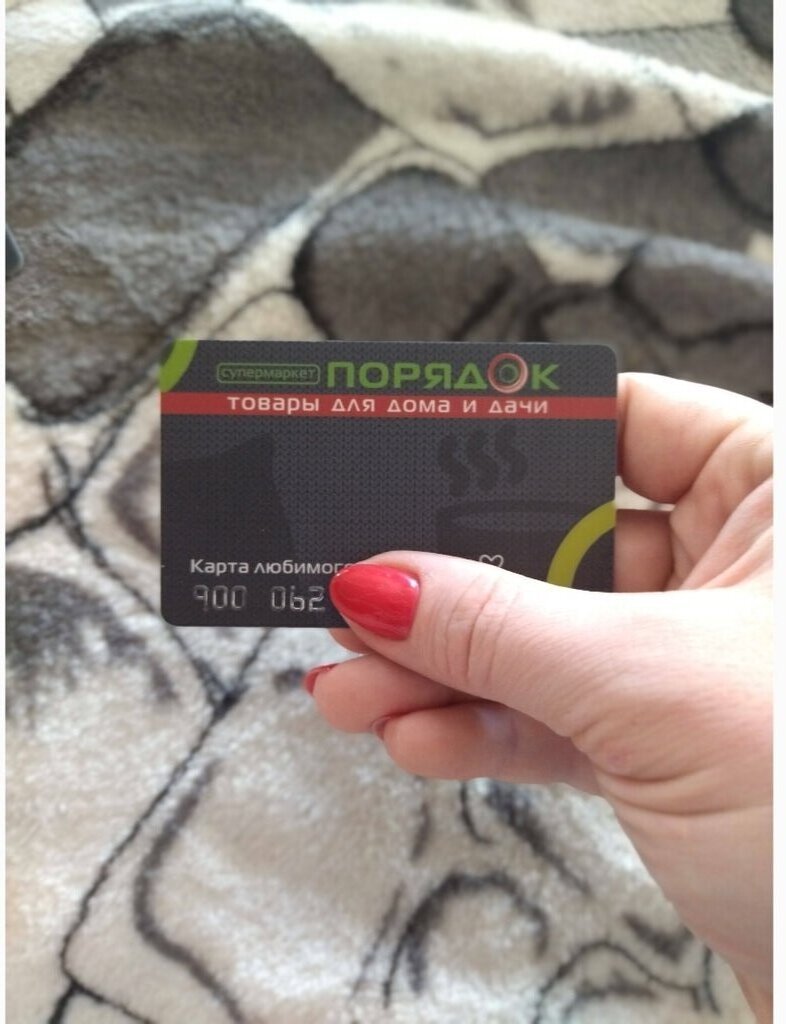 супермаркет ПОРЯДОК
товары для дома и дачи
Карта любимого
900 062